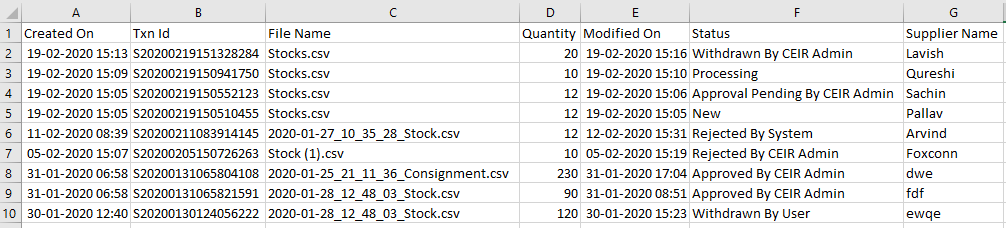 A B C D E F G
1 Created On Txn Id File Name Quantity Modified On Status Supplier Name
2 19-02-2020 15:13 S20200219151328284 Stocks.csv 20 19-02-2020 15:16 Withdrawn By CEIR Admin Lavish
3 19-02-2020 15:09 S20200219150941750 Stocks.csv 10 19-02-2020 15:10 Processing Qureshi
4 19-02-2020 15:05 S20200219150552123 Stocks.csv 12 19-02-2020 15:06 Approval Pending By CEIR Admin Sachin
5 19-02-2020 15:05 S20200219150510455 Stocks.csv 12 19-02-2020 15:05 New Pallav
6 11-02-2020 08:39 S20200211083914145 2020-01-27_10_35_28_Stock.csv 12 12-02-2020 15:31 Rejected By System Arvind
7 05-02-2020 15:07 S20200205150726263 Stock (1).csv 10 05-02-2020 15:19 Rejected By CEIR Admin Foxconn
8 31-01-2020 06:58 S20200131065804108 2020-01-25_21_11_36_Consignment.csv 230 31-01-2020 17:04 Approved By CEIR Admin dwe
9 31-01-2020 06:58 S20200131065821591 2020-01-28_12_48_03_Stock.csv 90 31-01-2020 08:51 Approved By CEIR Admin fdf
10 30-01-2020 12:40 S20200130124056222 2020-01-28_12_48_03_Stock.csv 120 30-01-2020 15:23 Withdrawn By User ewqe